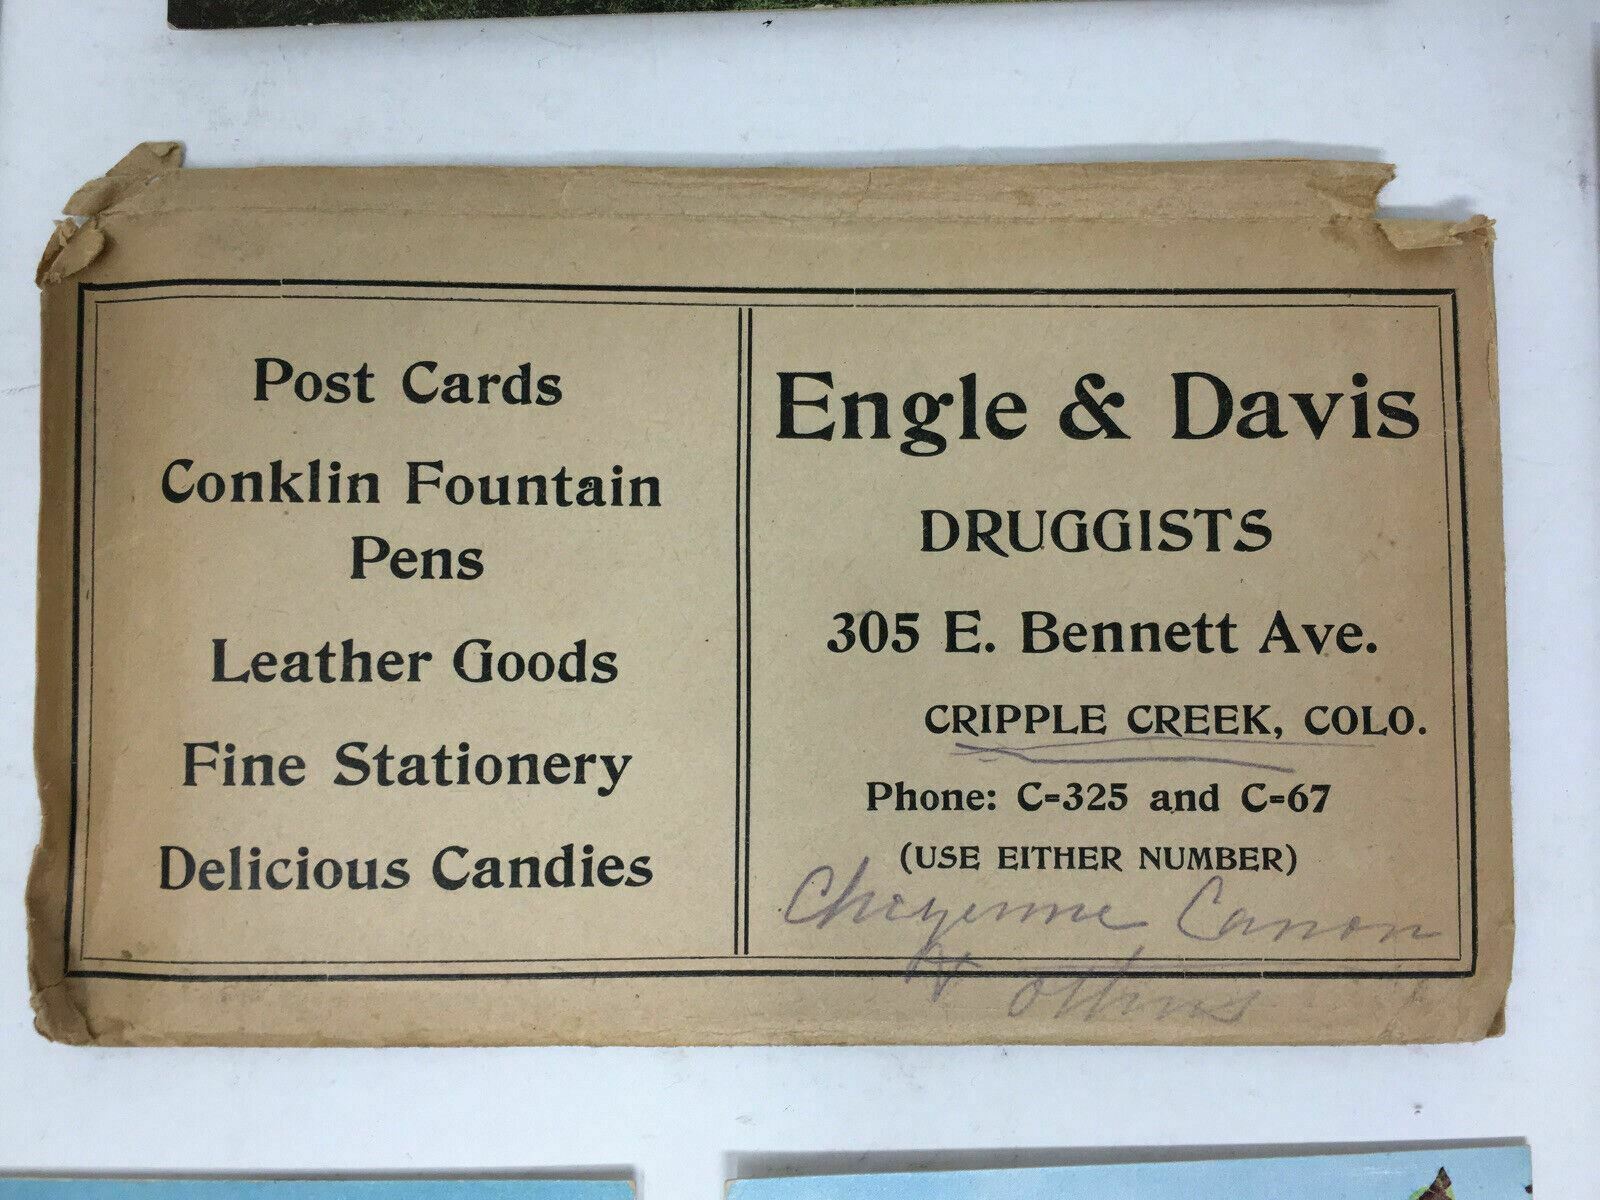 Post Cards
Conklin Fountain
Pens
Leather Goods
Fine Stationery
Delicious Candies
Engle & Davis
DRUGGISTS
305 E. Bennett Ave.
CRIPPLE CREEK, COLO.
Phone: C=325 and C=67
(USE EITHER NUMBER)
Cheyenne Canon